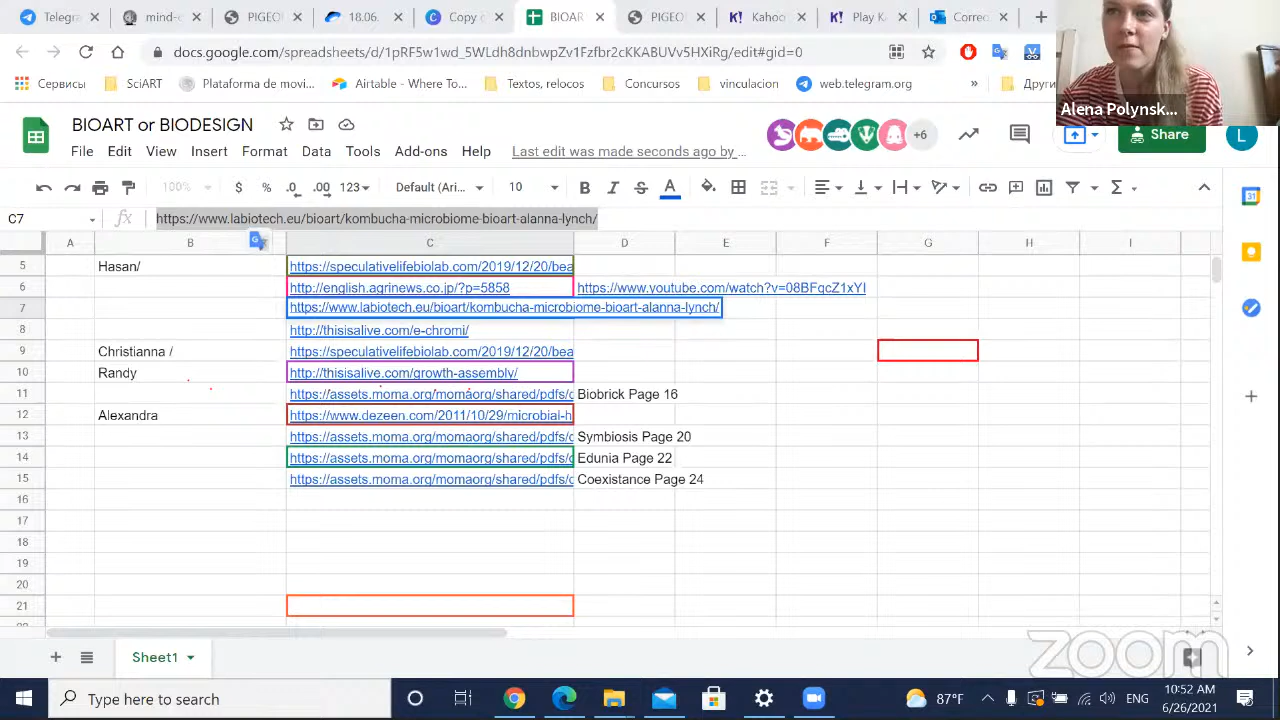 Telegra
mind-
PIGEO
18.06.
Copy c
BIOAR
PIGEO
Kahoo
Play K
Correo
docs.google.com/spreadsheets/d/1pRF5w1wd_5WLdh8dnbwpZv1Fzfbr2cKKABUVv5HXiRg/edit#gid=0
Сервисы
SciART
Plataforma de movi...
Airtable - Where To...
Textos, relocos
Concursos
vinculacion
web.telegram.org
»
Други
Alena Polynsk...
BIOART or BIODESIGN
File Edit View Insert Format Data Tools Add-ons Help
Last edit was made seconds ago by ...
+6
Share
L
100% $ % .0 .00 123 Default (Ari... 10 B I S A
C7 fx https://www.labiotech.eu/bioart/kombucha-microbiome-bioart-alanna-lynch/
A B C D E F G H I
5 Hasan/ https://speculativelifebiolab.com/2019/12/20/bea
6 http://english.agrinews.co.jp/?p=5858 https://www.youtube.com/watch?v=08BFqcZ1xYI
7 https://www.labiotech.eu/bioart/kombucha-microbiome-bioart-alanna-lynch/
8 http://thisisalive.com/e-chromi/
9 Christianna / https://speculativelifebiolab.com/2019/12/20/bea
10 Randy http://thisisalive.com/growth-assembly/
11 https://assets.moma.org/momaorg/shared/pdfs/c Biobrick Page 16
12 Alexandra https://www.dezeen.com/2011/10/29/microbial-h
13 https://assets.moma.org/momaorg/shared/pdfs/c Symbiosis Page 20
14 https://assets.moma.org/momaorg/shared/pdfs/c Edunia Page 22
15 https://assets.moma.org/momaorg/shared/pdfs/c Coexistance Page 24
16
17
18
19
20
21
Sheet1
zoom
Type here to search
87°F
ENG
10:52 AM
6/26/2021